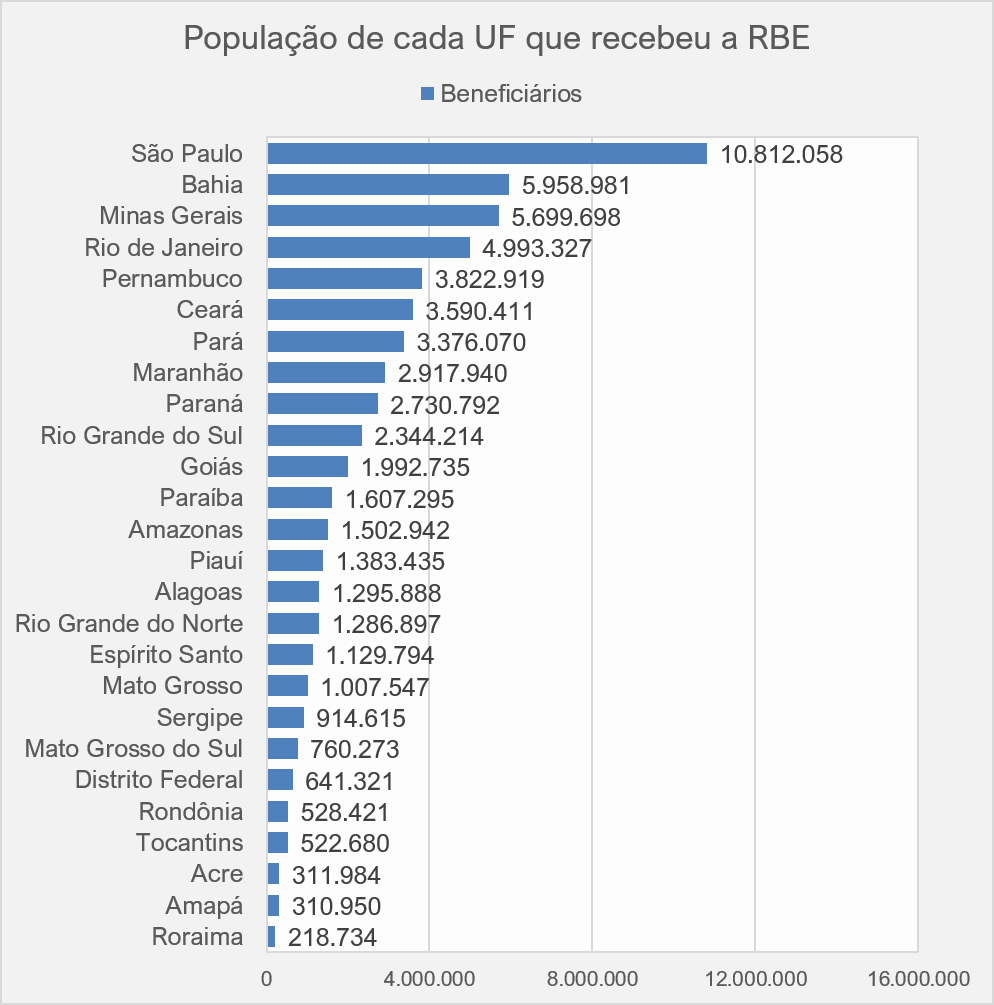 População de cada UF que recebeu a RBE
Beneficiários
São Paulo 10.812.058
Bahia 5.958.981
Minas Gerais 5.699.698
Rio de Janeiro 4.993.327
Pernambuco 3.822.919
Ceará 3.590.411
Pará 3.376.070
Maranhão 2.917.940
Paraná 2.730.792
Rio Grande do Sul 2.344.214
Goiás 1.992.735
Paraíba 1.607.295
Amazonas 1.502.942
Piauí 1.383.435
Alagoas 1.295.888
Rio Grande do Norte 1.286.897
Espírito Santo 1.129.794
Mato Grosso 1.007.547
Sergipe 914.615
Mato Grosso do Sul 760.273
Distrito Federal 641.321
Rondônia 528.421
Tocantins 522.680
Acre 311.984
Amapá 310.950
Roraima 218.734
0 4.0000.000 8.000.000 12.000.000 16.000.000